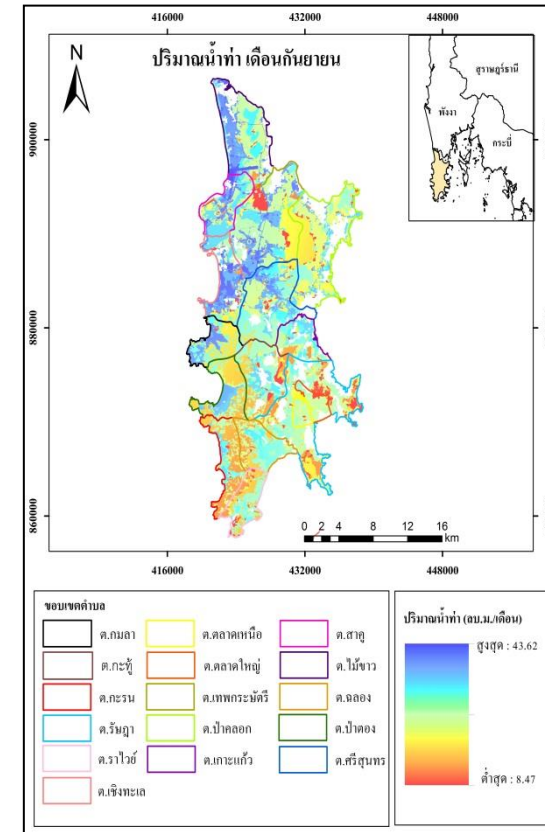 416000 432000 448000
ปริมาณน้ำท่า เดือนกันยายน
N
สุราษฎร์ธานี
พังงา
กระบี่
900000
880000
860000
0 2 4 8 12 16
km
416000 432000 448000
ขอบเขตตำบล
ต.กมลา ต.ตลาดเหนือ ต.สาคู
ต.กะทู้ ต.ตลาดใหญ่ ต.ไม้ขาว
ต.กะรน ต.เทพกระษัตรี ต.ฉลอง
ต.รัษฎา ต.ป่าคลอก ต.ป่าตอง
ต.ราไวย์ ต.เกาะแก้ว ต.ศรีสุนทร
ต.เชิงทะเล
ปริมาณน้ำท่า (ลบ.ม./เดือน)
สูงสุด : 43.62
ต่ำสุด : 8.47